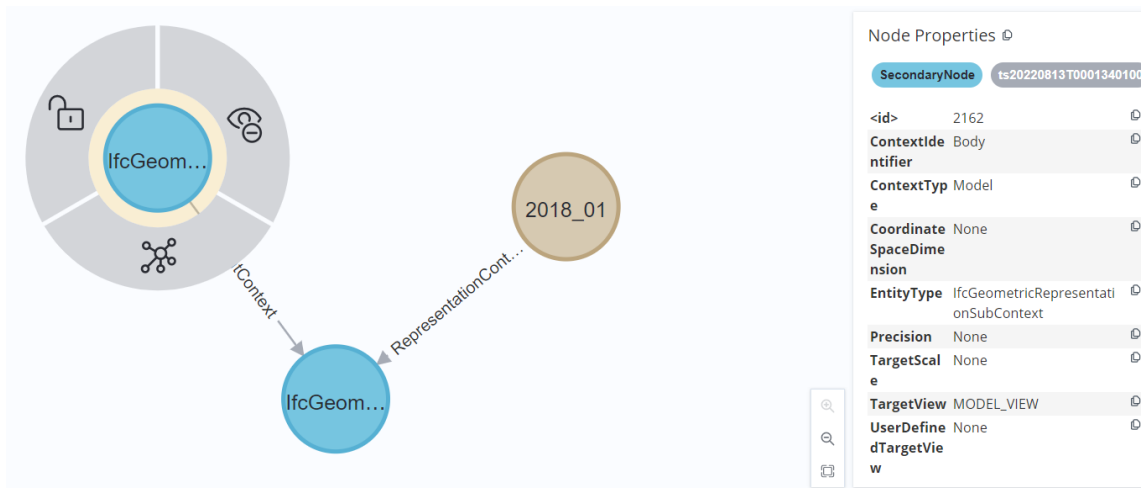 IfcGeom...
tContext
2018_01
RepresentationCont...
IfcGeom...
Node Properties
SecondaryNode
ts20220813T0001340100
<id> 2162
ContextIde Body
ntifier
ContextTyp Model
e
Coordinate None
SpaceDime
nsion
EntityType IfcGeometricRepresentati
onSubContext
Precision None
TargetScal None
e
TargetView MODEL_VIEW
UserDefine None
dTargetVie
w